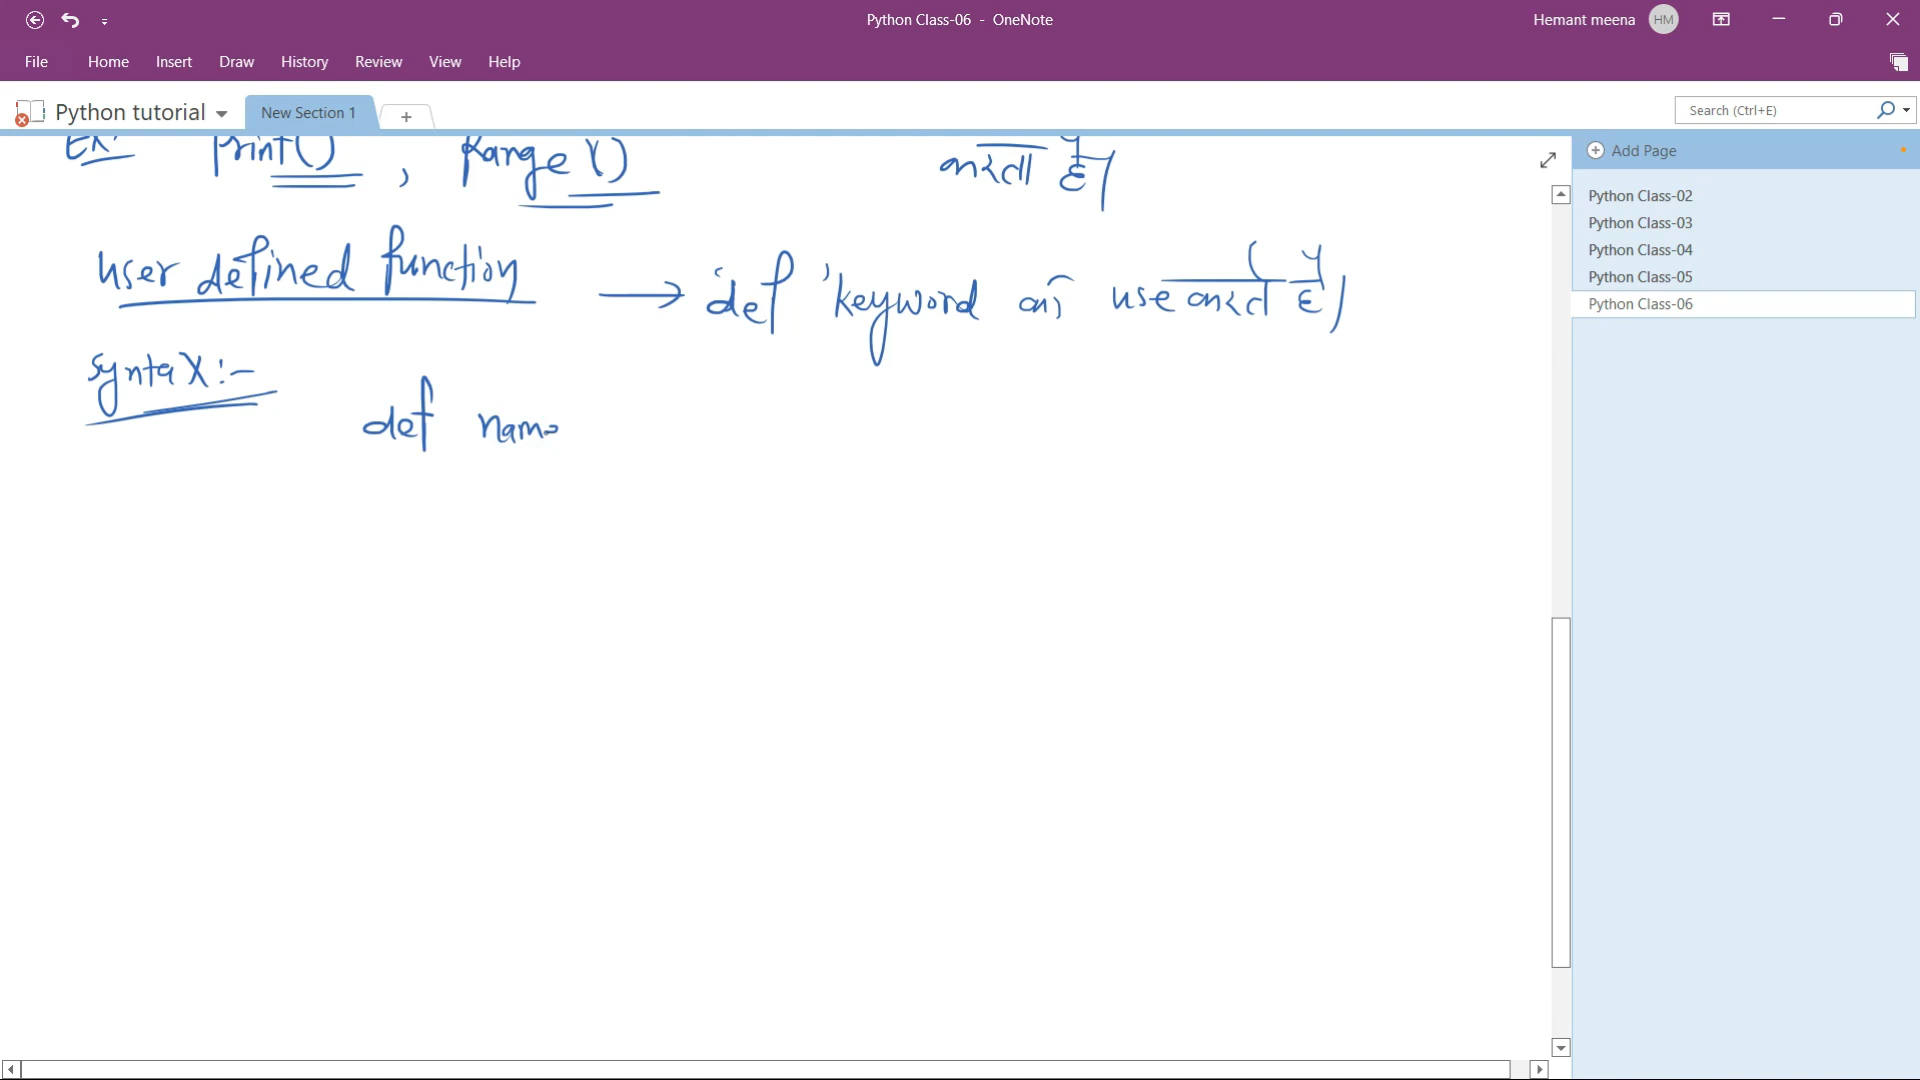 Python Class-06 - OneNote
Hemant meena HM
File Home Insert Draw History Review View Help
Python tutorial New Section 1 +
Search (Ctrl+E)
Add Page
Python Class-02
Python Class-03
Python Class-04
Python Class-05
Python Class-06
Ex: Print() , Range() करता है।
User defined function → 'def' keyword का use करते है।
Syntax:-
def name